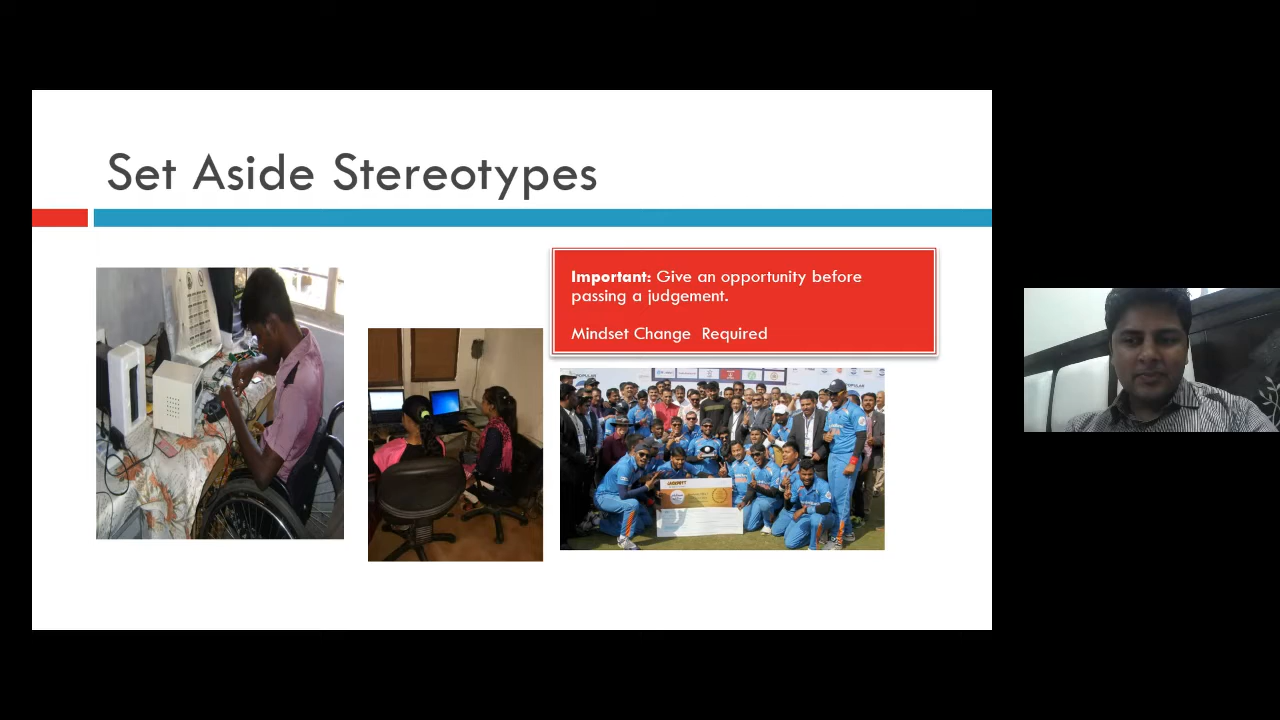 Set Aside Stereotypes
Important: Give an opportunity before
passing a judgement.
Mindset Change  Required